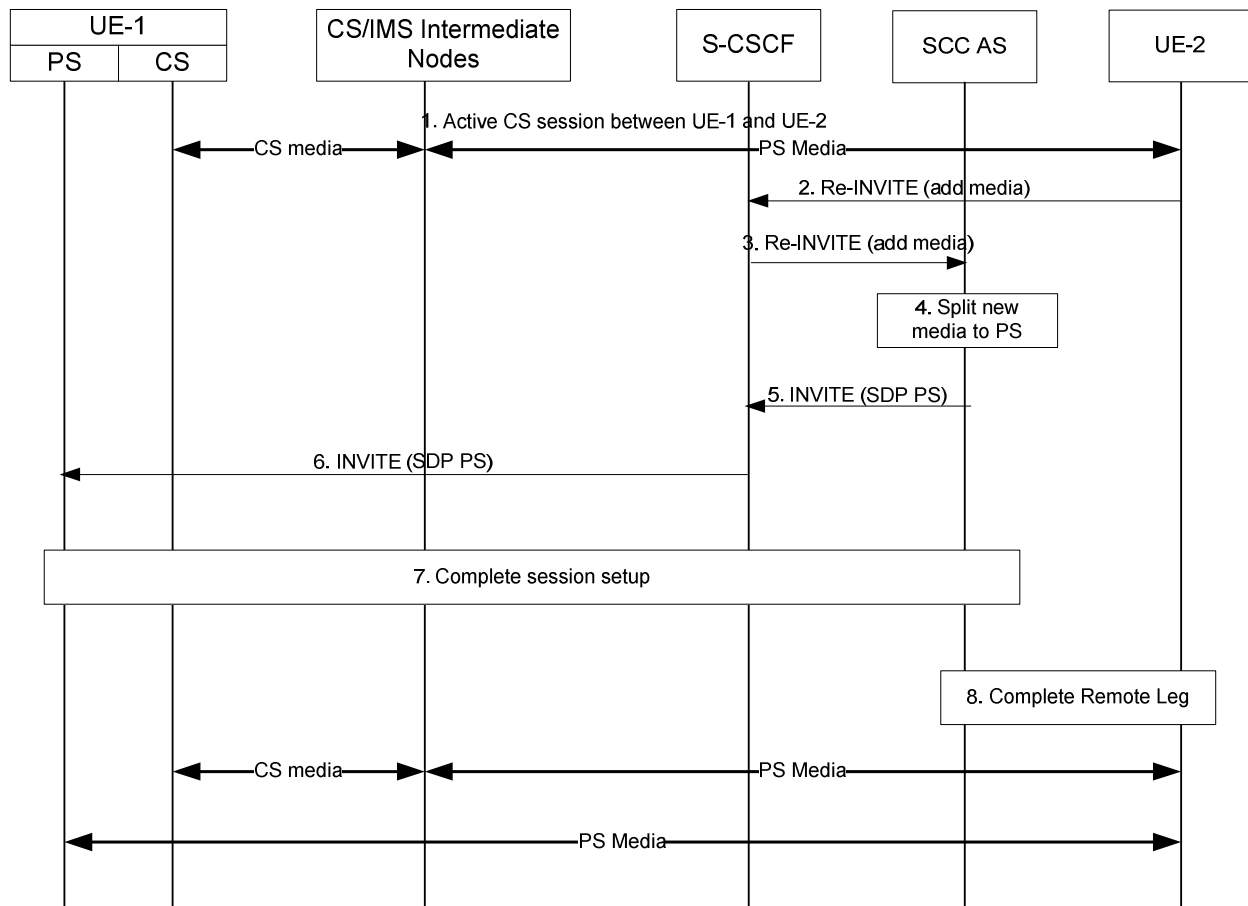 UE-1
PS
CS
CS/IMS Intermediate
Nodes
S-CSCF
SCC AS
UE-2
1. Active CS session between UE-1 and UE-2
CS media
PS Media
2. Re-INVITE (add media)
3. Re-INVITE (add media)
4. Split new
media to PS
5. INVITE (SDP PS)
6. INVITE (SDP PS)
7. Complete session setup
8. Complete Remote Leg
CS media
PS Media
PS Media